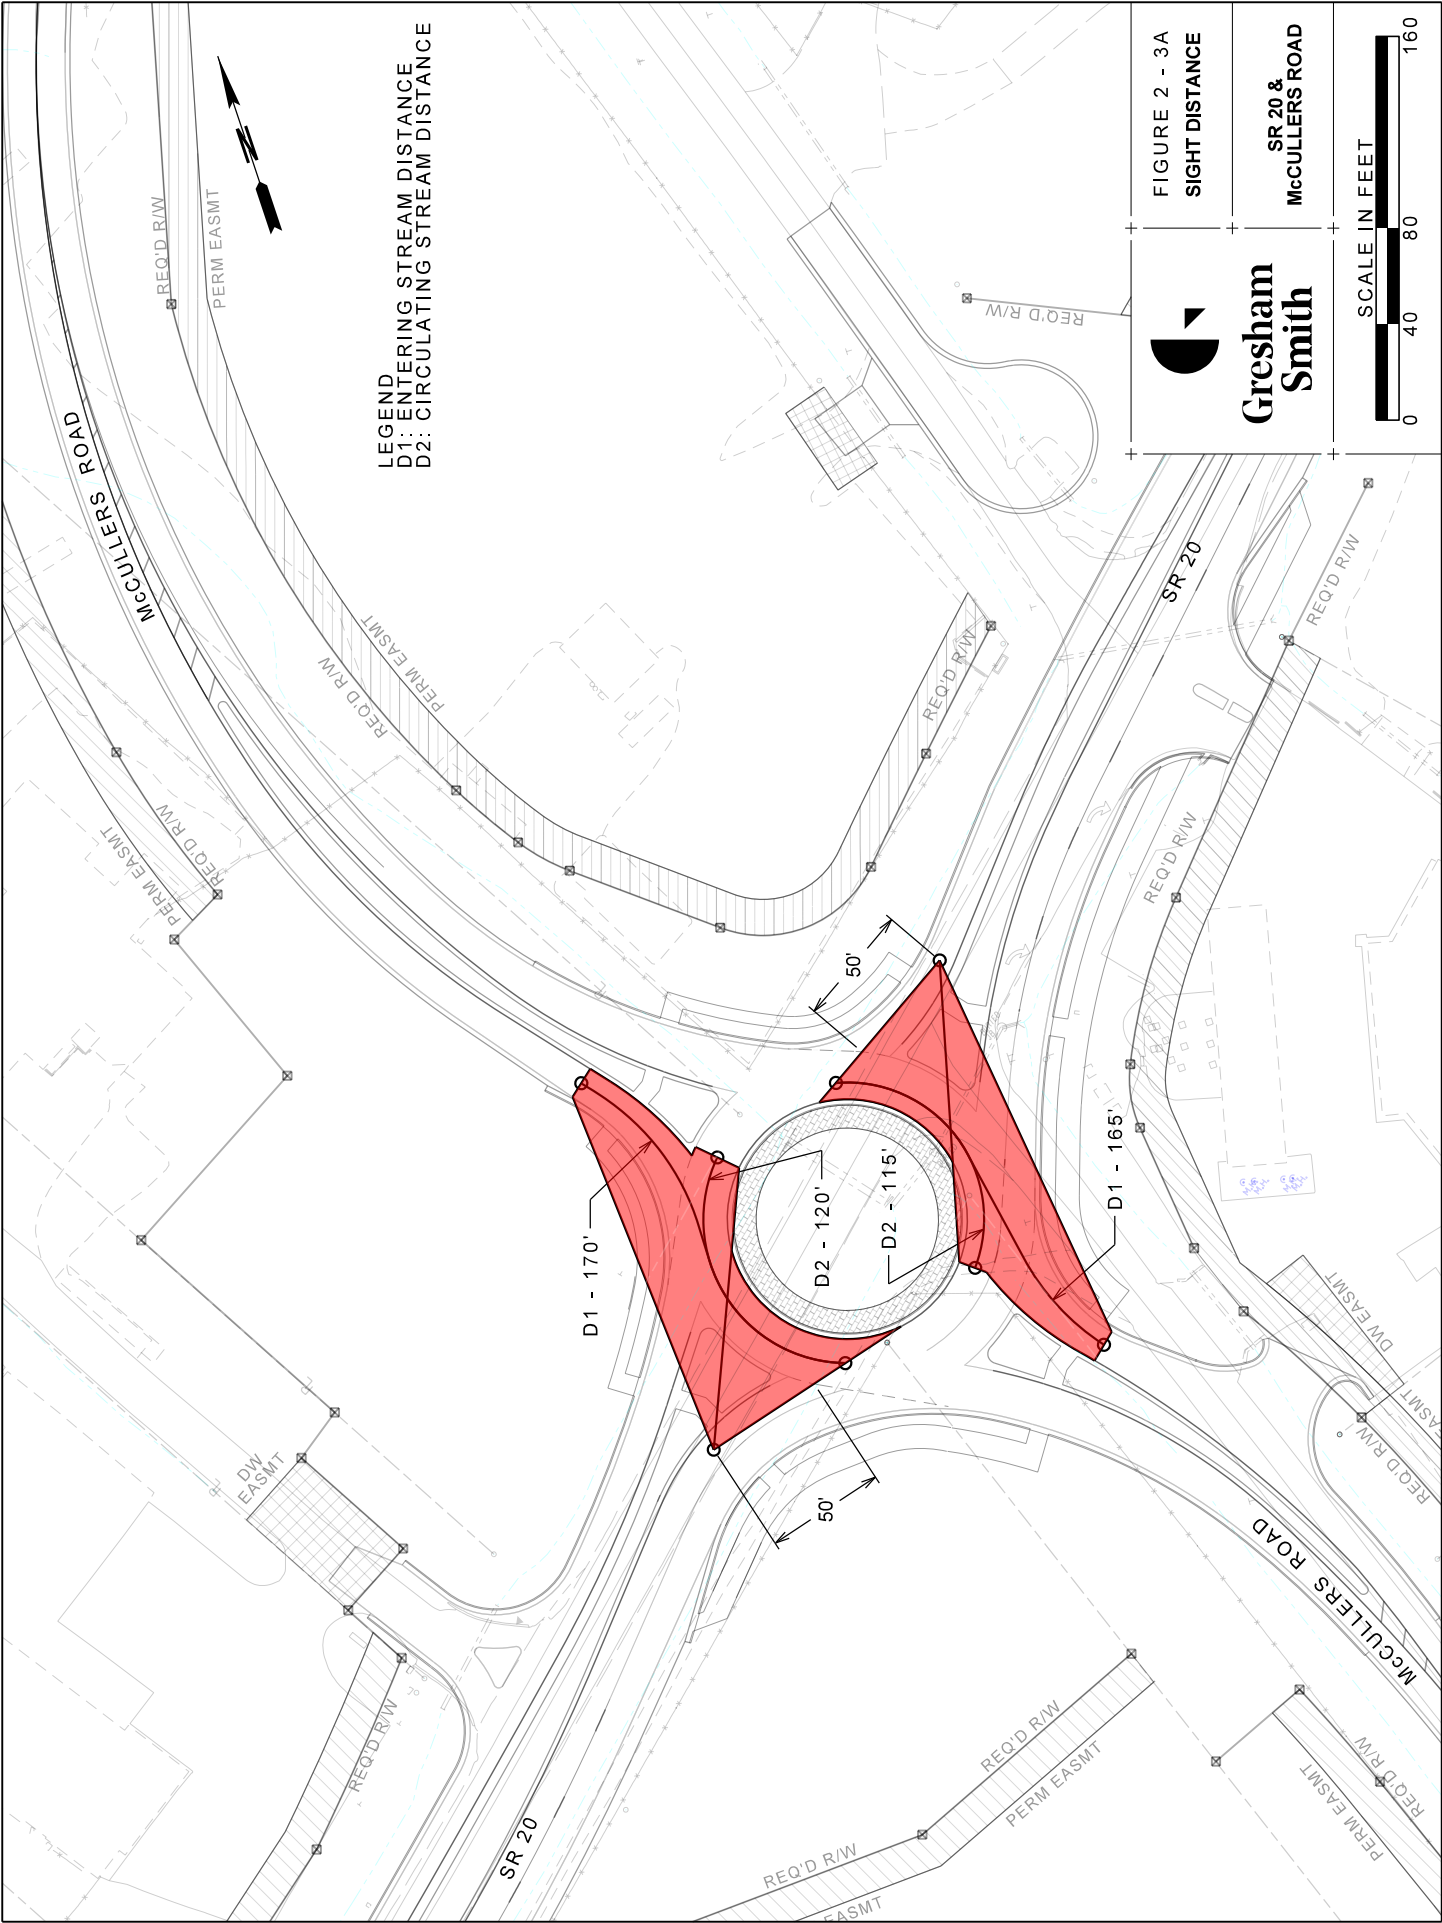 McCULLERS ROAD
REQ'D R/W
PERM EASMT
N
LEGEND
D1: ENTERING STREAM DISTANCE
D2: CIRCULATING STREAM DISTANCE
REQ'D R/W
PERM EASMT
PERM EASMT
REQ'D R/W
PERM EASMT
REQ'D R/W
REQ'D R/W
SR 20
REQ'D R/W
REQ'D R/W
50'
D1 - 170'
D2 - 120'
D2 - 115'
D1 - 165'
50'
DW
EASMT
DW EASMT
EASMT
REQ'D R/W
McCULLERS ROAD
REQ'D R/W
SR 20
REQ'D R/W
PERM EASMT
REQ'D R/W
EASMT
REQ'D R/W
PERM EASMT
FIGURE 2 - 3A
SIGHT DISTANCE
SR 20 &
McCULLERS ROAD
Gresham
Smith
SCALE IN FEET
0 40 80 160